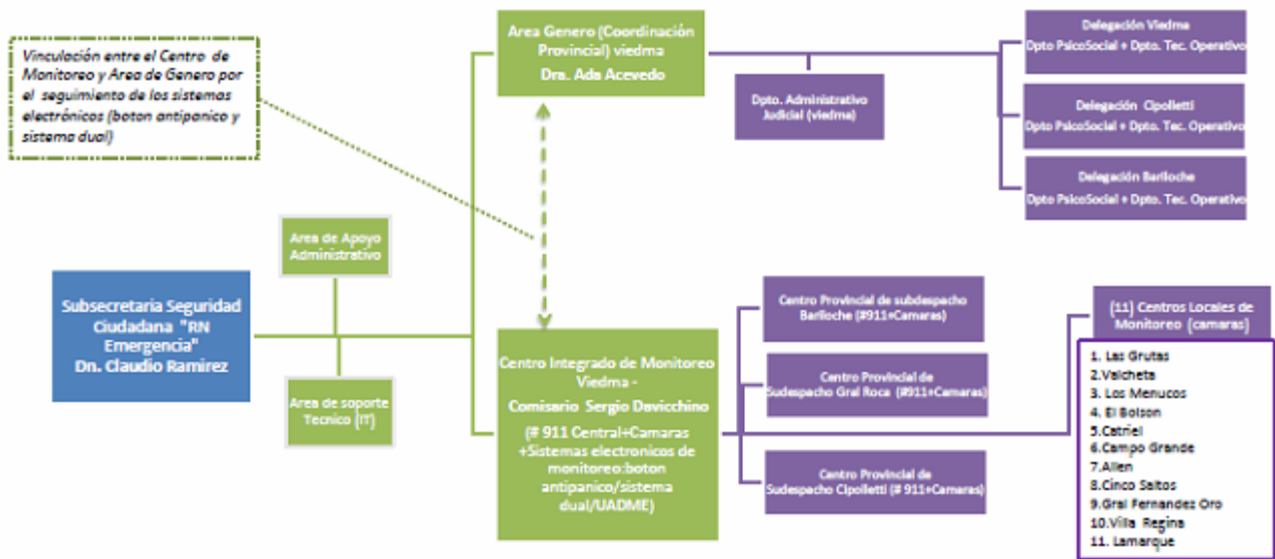 Vinculación entre el Centro de
Monitoreo y Area de Genero por
el seguimiento de los sistemas
electrónicos (boton antipanico y
sistema dual)
Area Genero (Coordinación
Provincial) viedma
Dra. Ada Acevedo
Dpto. Administrativo
Judicial (viedma)
Delegación Viedma
Dpto PsicoSocial + Dpto. Tec. Operativo
Delegación Cipolletti
Dpto PsicoSocial + Dpto. Tec. Operativo
Delegación Bariloche
Dpto PsicoSocial + Dpto. Tec. Operativo
Area de Apoyo
Administrativo
Subsecretaria Seguridad
Ciudadana "RN
Emergencia"
Dn. Claudio Ramirez
Area de soporte
Tecnico (IT)
Centro Integrado de Monitoreo
Viedma -
Comisario Sergio Davicchino
(# 911 Central+Camaras
+Sistemas electronicos de
monitoreo:boton
antipanico/sistema
dual/UADME)
Centro Provincial de subdespacho
Bariloche (#911+Camaras)
Centro Provincial de
Sudespacho Gral Roca (#911+Camaras)
Centro Provincial de
Sudespacho Cipolletti (# 911+Camaras)
(11) Centros Locales de
Monitoreo (camaras)
1. Las Grutas
2.Valcheta
3. Los Menucos
4. El Bolson
5.Catriel
6.Campo Grande
7.Allen
8.Cinco Saltos
9.Gral Fernandez Oro
10.Villa Regina
11. Lamarque